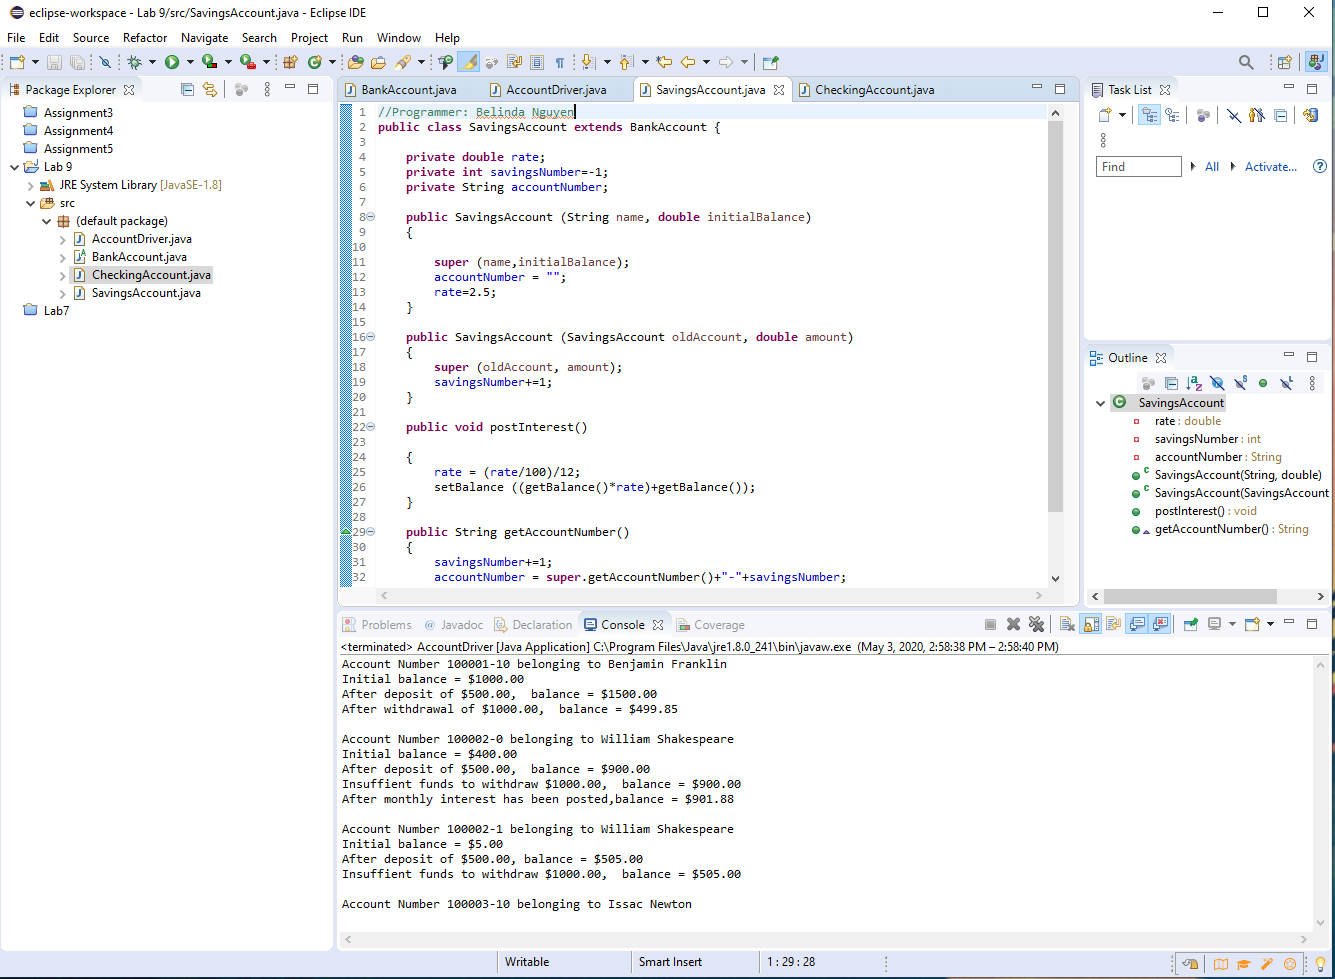 eclipse-workspace - Lab 9/src/SavingsAccount.java - Eclipse IDE
File Edit Source Refactor Navigate Search Project Run Window Help
Package Explorer
Assignment3
Assignment4
Assignment5
Lab 9
JRE System Library [JavaSE-1.8]
src
(default package)
AccountDriver.java
BankAccount.java
CheckingAccount.java
SavingsAccount.java
Lab7
BankAccount.java AccountDriver.java SavingsAccount.java CheckingAccount.java
1 //Programmer: Belinda Nguyen
2 public class SavingsAccount extends BankAccount {
3
4 private double rate;
5 private int savingsNumber=-1;
6 private String accountNumber;
7
8 public SavingsAccount (String name, double initialBalance)
9 {
10
11 super (name,initialBalance);
12 accountNumber = "";
13 rate=2.5;
14 }
15
16 public SavingsAccount (SavingsAccount oldAccount, double amount)
17 {
18 super (oldAccount, amount);
19 savingsNumber+=1;
20 }
21
22 public void postInterest()
23
24 {
25 rate = (rate/100)/12;
26 setBalance ((getBalance()*rate)+getBalance());
27 }
28
29 public String getAccountNumber()
30 {
31 savingsNumber+=1;
32 accountNumber = super.getAccountNumber()+"-"+savingsNumber;
Task List
Find All Activate...
Outline
SavingsAccount
rate : double
savingsNumber : int
accountNumber : String
SavingsAccount(String, double)
SavingsAccount(SavingsAccount
postInterest() : void
getAccountNumber() : String
Problems Javadoc Declaration Console Coverage
<terminated> AccountDriver [Java Application] C:\Program Files\Java\jre1.8.0_241\bin\javaw.exe (May 3, 2020, 2:58:38 PM – 2:58:40 PM)
Account Number 100001-10 belonging to Benjamin Franklin
Initial balance = $1000.00
After deposit of $500.00,  balance = $1500.00
After withdrawal of $1000.00,  balance = $499.85
Account Number 100002-0 belonging to William Shakespeare
Initial balance = $400.00
After deposit of $500.00,  balance = $900.00
Insuffient funds to withdraw $1000.00,  balance = $900.00
After monthly interest has been posted,balance = $901.88
Account Number 100002-1 belonging to William Shakespeare
Initial balance = $5.00
After deposit of $500.00, balance = $505.00
Insuffient funds to withdraw $1000.00,  balance = $505.00
Account Number 100003-10 belonging to Issac Newton
Writable Smart Insert 1 : 29 : 28